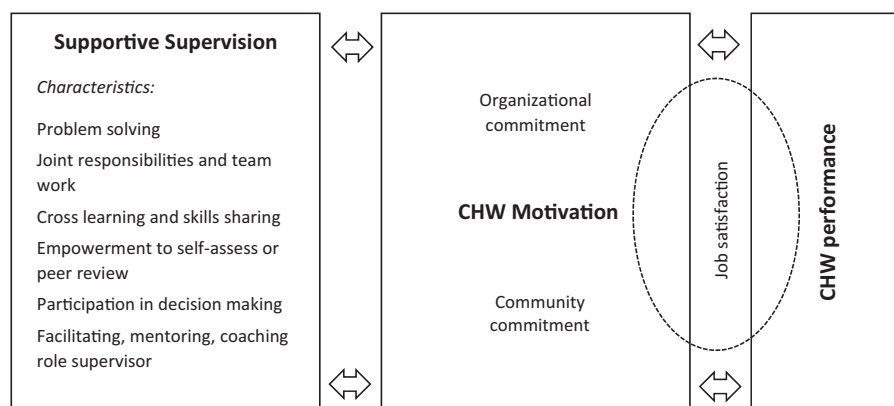 Supportive Supervision
Characteristics:
Problem solving
Joint responsibilities and team
work
Cross learning and skills sharing
Empowerment to self-assess or
peer review
Participation in decision making
Facilitating, mentoring, coaching
role supervisor
Organizational
commitment
CHW Motivation
Community
commitment
Job satisfaction
CHW performance